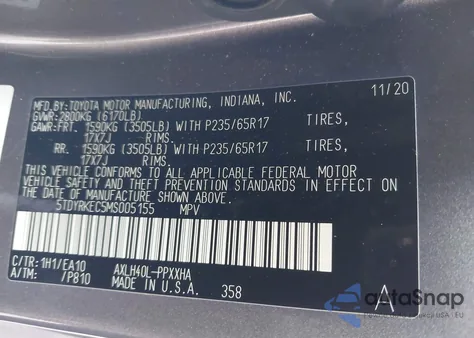 MFD.BY:TOYOTA MOTOR MANUFACTURING, INDIANA, INC. 11/20
GVWR:2800KG (6170LB)
GAWR:FRT. 1590KG (3505LB) WITH P235/65R17 TIRES,
17X7J RIMS.
RR. 1590KG (3505LB) WITH P235/65R17 TIRES,
17X7J RIMS.
THIS VEHICLE CONFORMS TO ALL APPLICABLE FEDERAL MOTOR
VEHICLE SAFETY, BUMPER, AND
THEFT PREVENTION STANDARDS IN EFFECT ON
THE DATE OF MANUFACTURE SHOWN ABOVE.
5TDYRKEC5MS005155 MPV
C/TR:1H1/EA10 AXLH40L-PPXXHA
A/TM: /P810 MADE IN U.S.A. 358 A
autoSnap